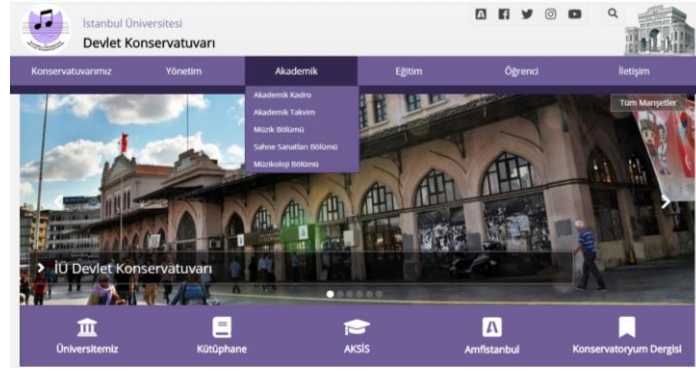 İstanbul Üniversitesi
Devlet Konservatuvarı
Konservatuvarımız
Yönetim
Akademik
Eğitim
Öğrenci
İletişim
Akademik Kadro
Akademik Takvim
Müzik Bölümü
Sahne Sanatları Bölümü
Müzikoloji Bölümü
Tüm Manşetler
İÜ Devlet Konservatuvarı
Üniversitemiz
Kütüphane
AKSİS
Amfistanbul
Konservatoryum Dergisi